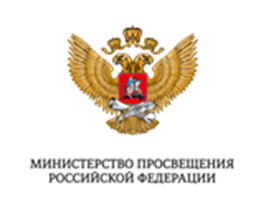 МИНИСТЕРСТВО ПРОСВЕЩЕНИЯ
РОССИЙСКОЙ ФЕДЕРАЦИИ